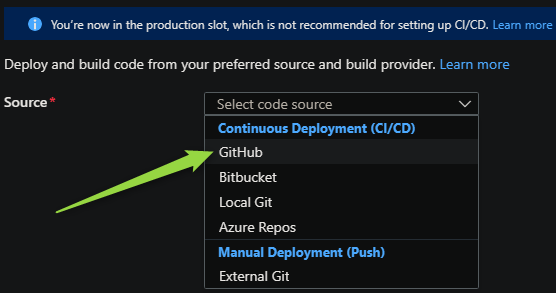 You're now in the production slot, which is not recommended for setting up CI/CD. Learn more
Deploy and build code from your preferred source and build provider. Learn more
Source* Select code source
Continuous Deployment (CI/CD)
GitHub
Bitbucket
Local Git
Azure Repos
Manual Deployment (Push)
External Git